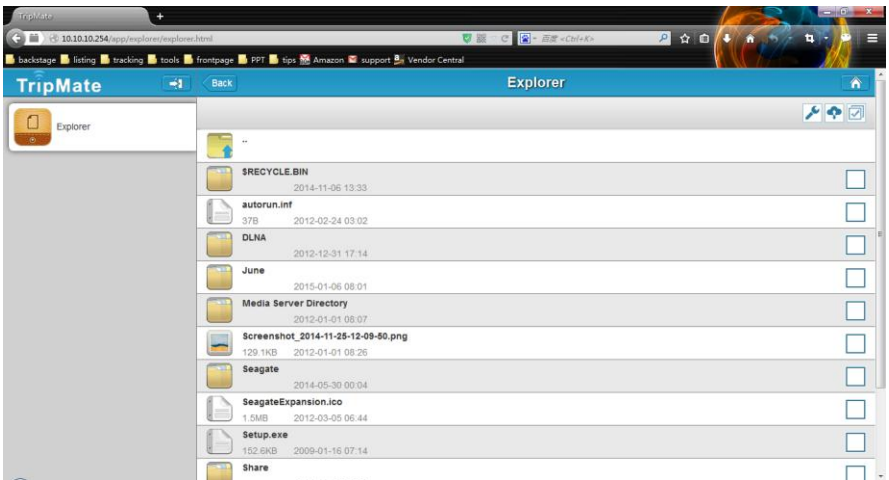 TripMate
10.10.10.254/app/explorer/explorer.html
百度 <Ctrl+K>
backstage listing tracking tools frontpage PPT tips Amazon support Vendor Central
TripMate Back Explorer
Explorer
..
$RECYCLE.BIN
2014-11-06 13:33
autorun.inf
37B 2012-02-24 03:02
DLNA
2012-12-31 17:14
June
2015-01-06 08:01
Media Server Directory
2012-01-01 08:07
Screenshot_2014-11-25-12-09-50.png
129.1KB 2012-01-01 08:26
Seagate
2014-05-30 00:04
SeagateExpansion.ico
1.5MB 2012-03-05 06:44
Setup.exe
152.6KB 2009-01-16 07:14
Share